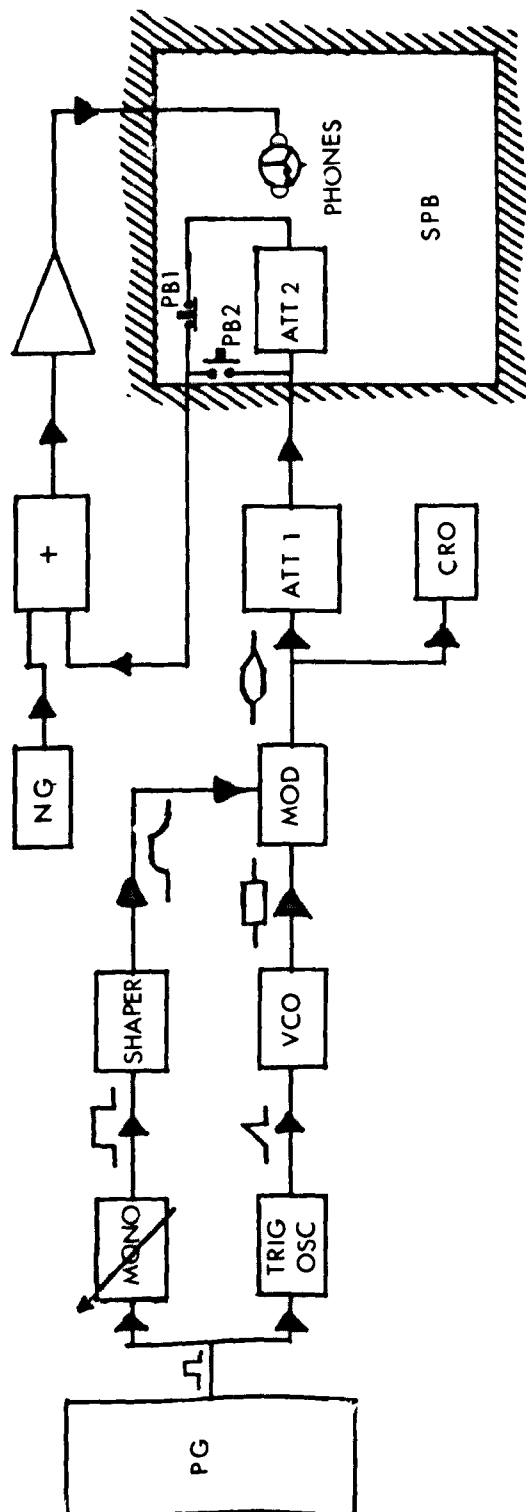 PG
MONO
SHAPER
TRIG
OSC
VCO
MOD
NG
+
ATT 1
CRO
PB1
PB2
ATT 2
PHONES
SPB